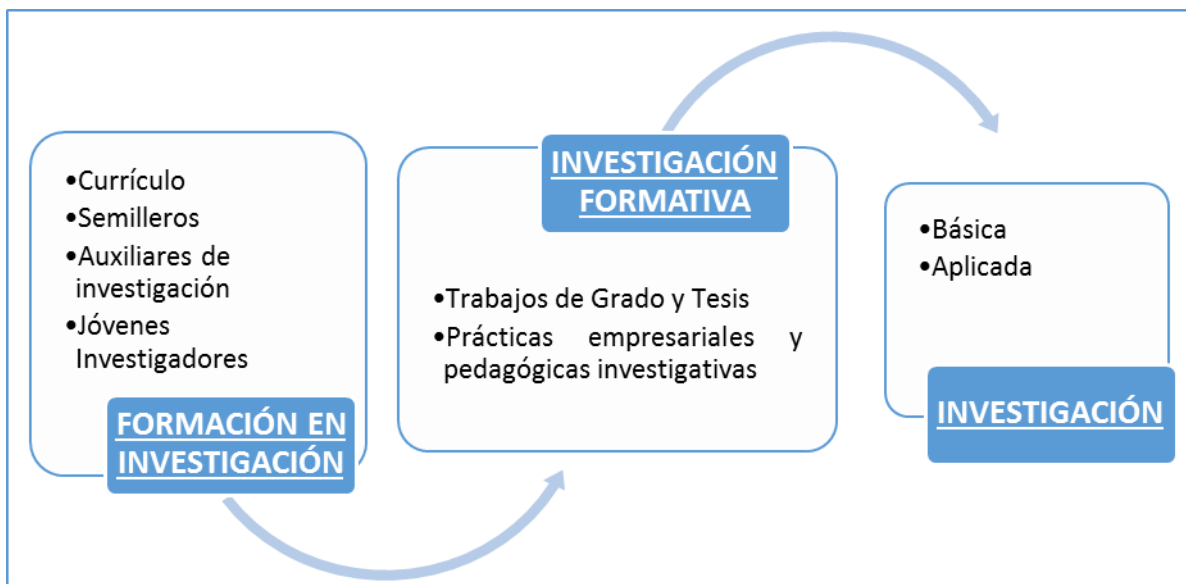 •Currículo
•Semilleros
•Auxiliares de
investigación
•Jóvenes
Investigadores
FORMACIÓN EN
INVESTIGACIÓN
INVESTIGACIÓN
FORMATIVA
•Trabajos de Grado y Tesis
•Prácticas empresariales y
pedagógicas investigativas
•Básica
•Aplicada
INVESTIGACIÓN